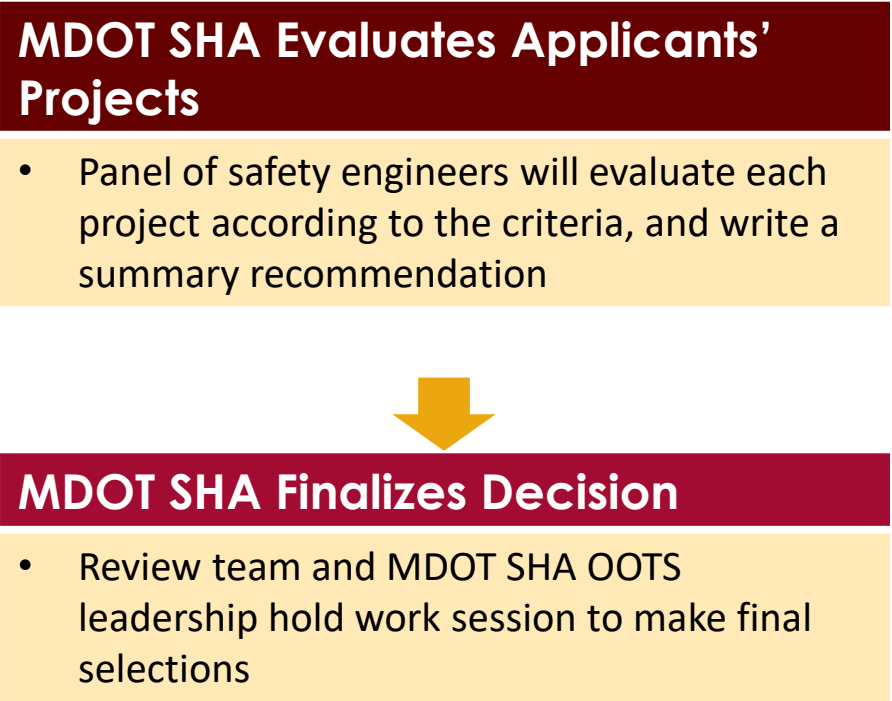 MDOT SHA Evaluates Applicants’
Projects
• Panel of safety engineers will evaluate each
project according to the criteria, and write a
summary recommendation
MDOT SHA Finalizes Decision
• Review team and MDOT SHA OOTS
leadership hold work session to make final
selections